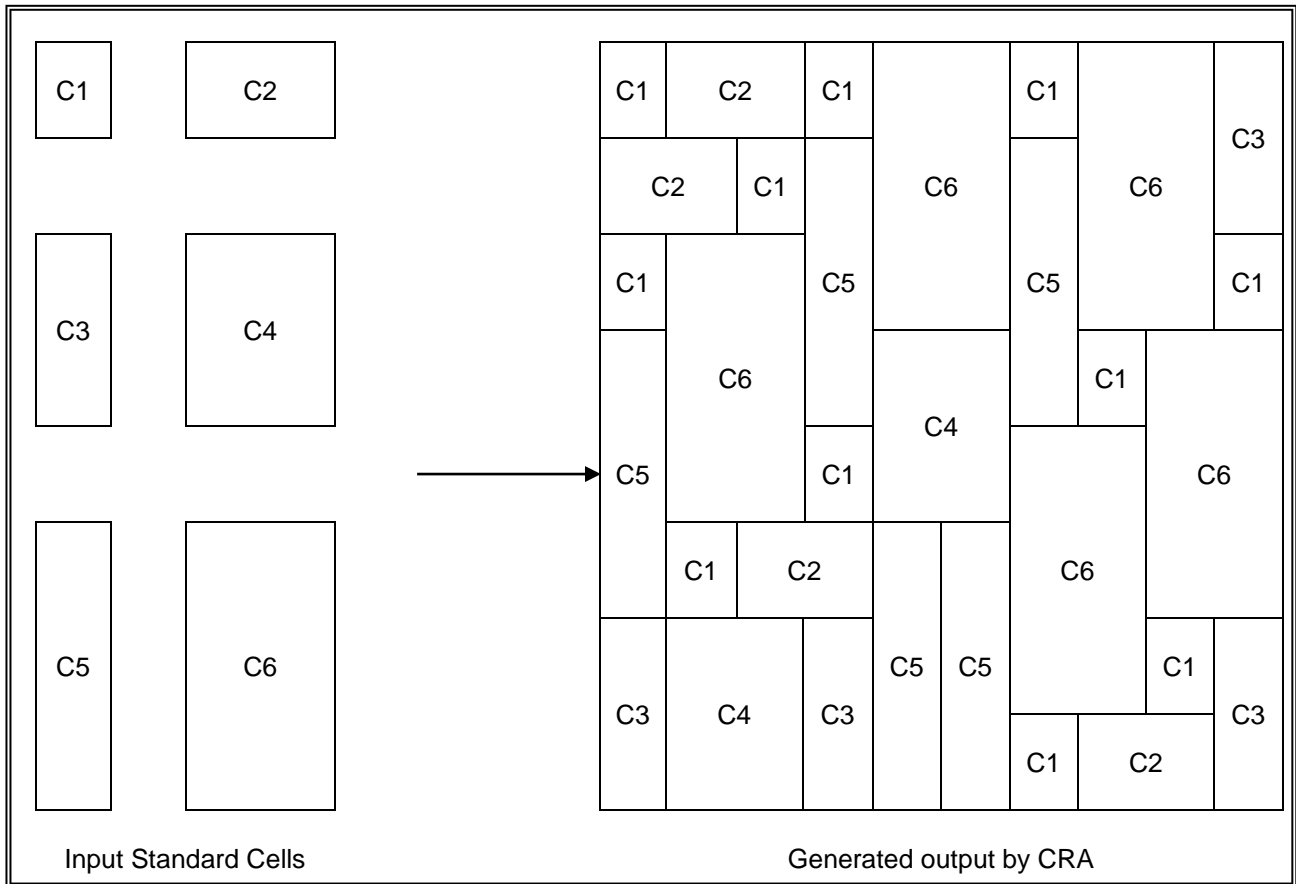 C1 C2 C1 C2 C1 C1
C3
C2 C1 C6 C6
C1 C5 C5 C1
C3 C4
C6 C1
C4
C5 C1 C6
C1 C2 C6
C5 C6 C5 C5 C1
C3 C4 C3 C3
C1 C2
Input Standard Cells Generated output by CRA